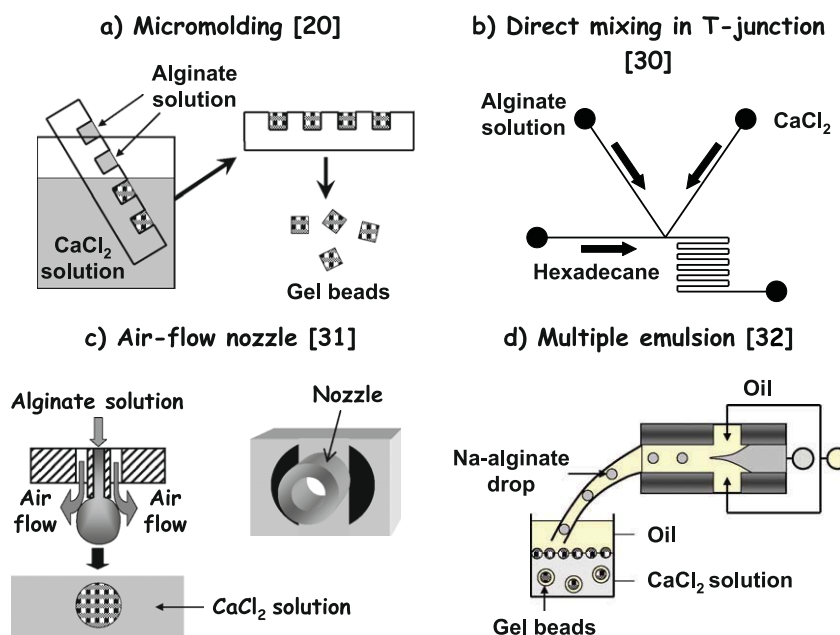 a) Micromolding [20]
Alginate
solution
CaCl2
solution
Gel beads
b) Direct mixing in T-junction
[30]
Alginate
solution
CaCl2
Hexadecane
c) Air-flow nozzle [31]
Alginate solution
Air
flow
Air
flow
Nozzle
CaCl2 solution
d) Multiple emulsion [32]
Oil
Na-alginate
drop
Oil
CaCl2 solution
Gel
beads